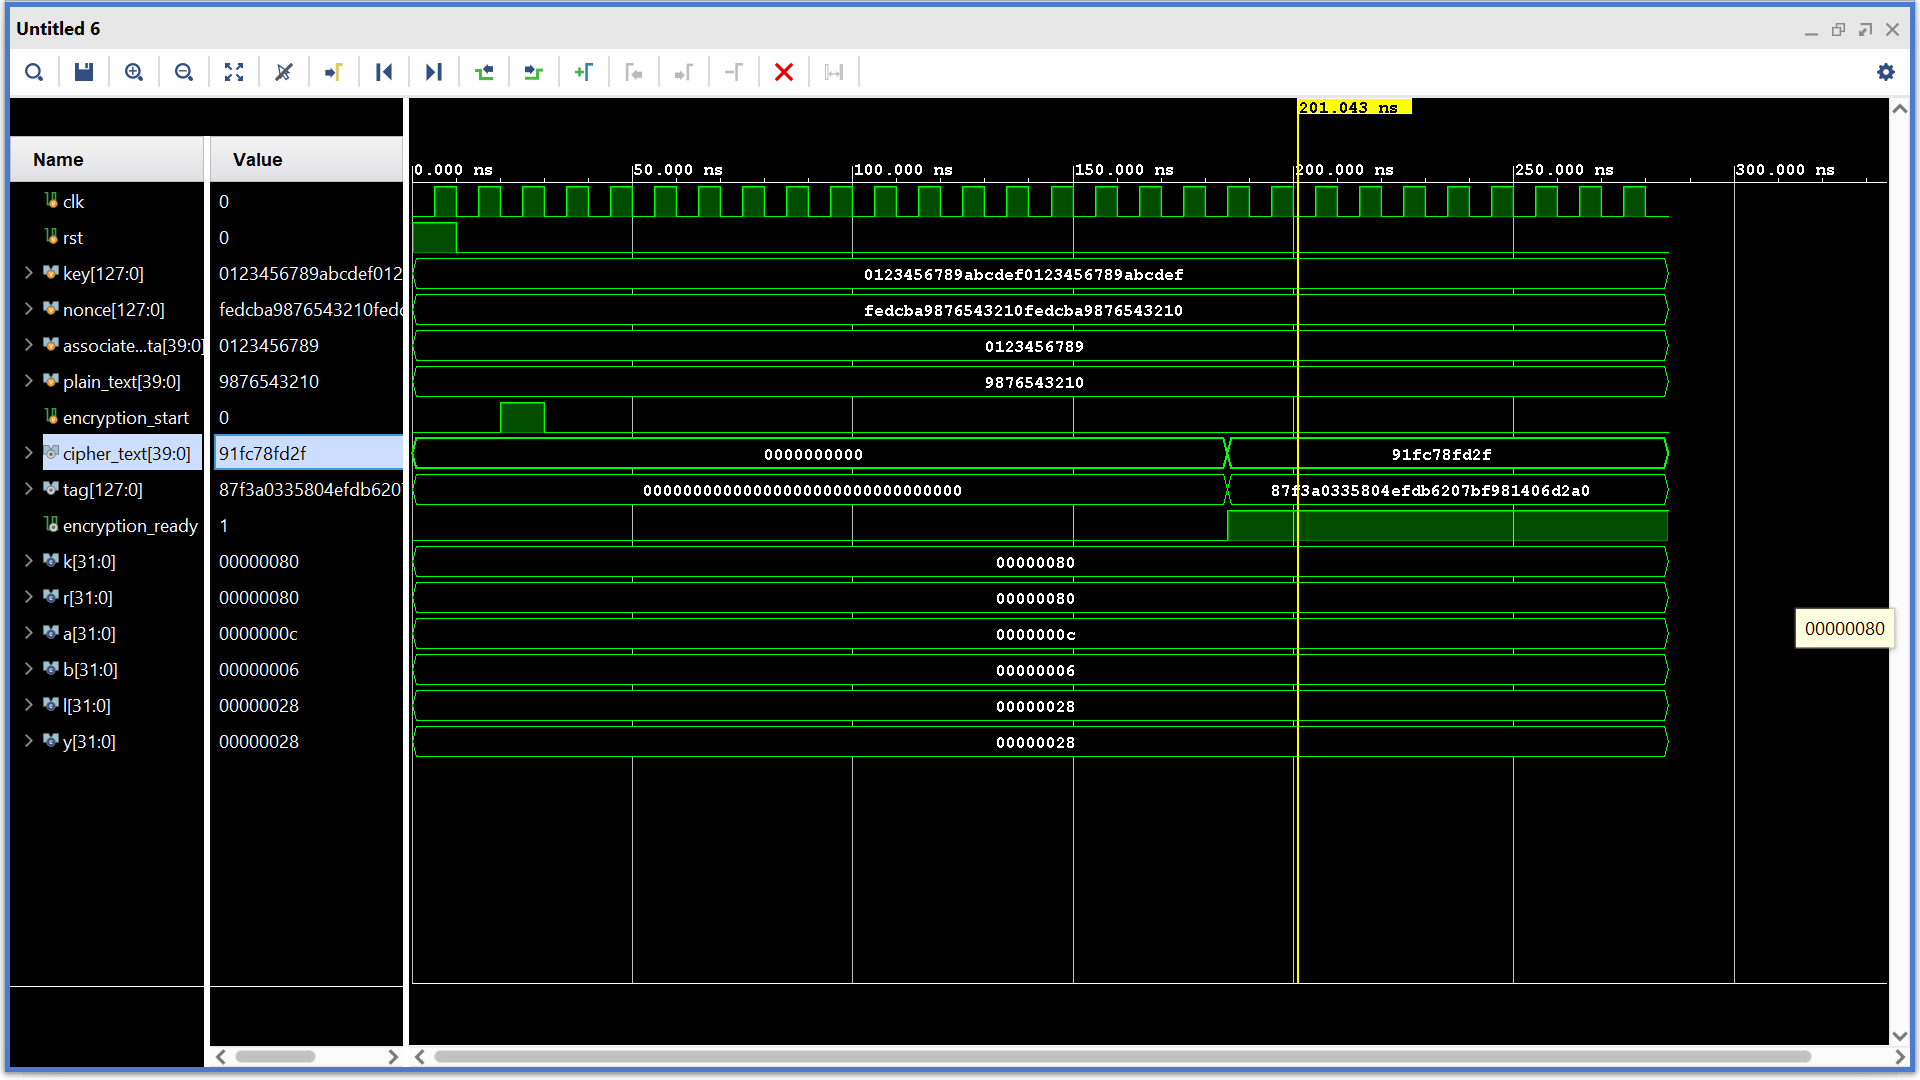 Untitled 6
201.043 ns
Name Value
0.000 ns 50.000 ns 100.000 ns 150.000 ns 200.000 ns 250.000 ns 300.000 ns
clk 0
rst 0
key[127:0] 0123456789abcdef012 0123456789abcdef0123456789abcdef
nonce[127:0] fedcba9876543210fedc fedcba9876543210fedcba9876543210
associate...ta[39:0] 0123456789 0123456789
plain_text[39:0] 9876543210 9876543210
encryption_start 0
cipher_text[39:0] 91fc78fd2f 0000000000 91fc78fd2f
tag[127:0] 87f3a0335804efdb6207 00000000000000000000000000000000 87f3a0335804efdb6207bf981406d2a0
encryption_ready 1
k[31:0] 00000080 00000080
r[31:0] 00000080 00000080
00000080
a[31:0] 0000000c 0000000c
b[31:0] 00000006 00000006
l[31:0] 00000028 00000028
y[31:0] 00000028 00000028